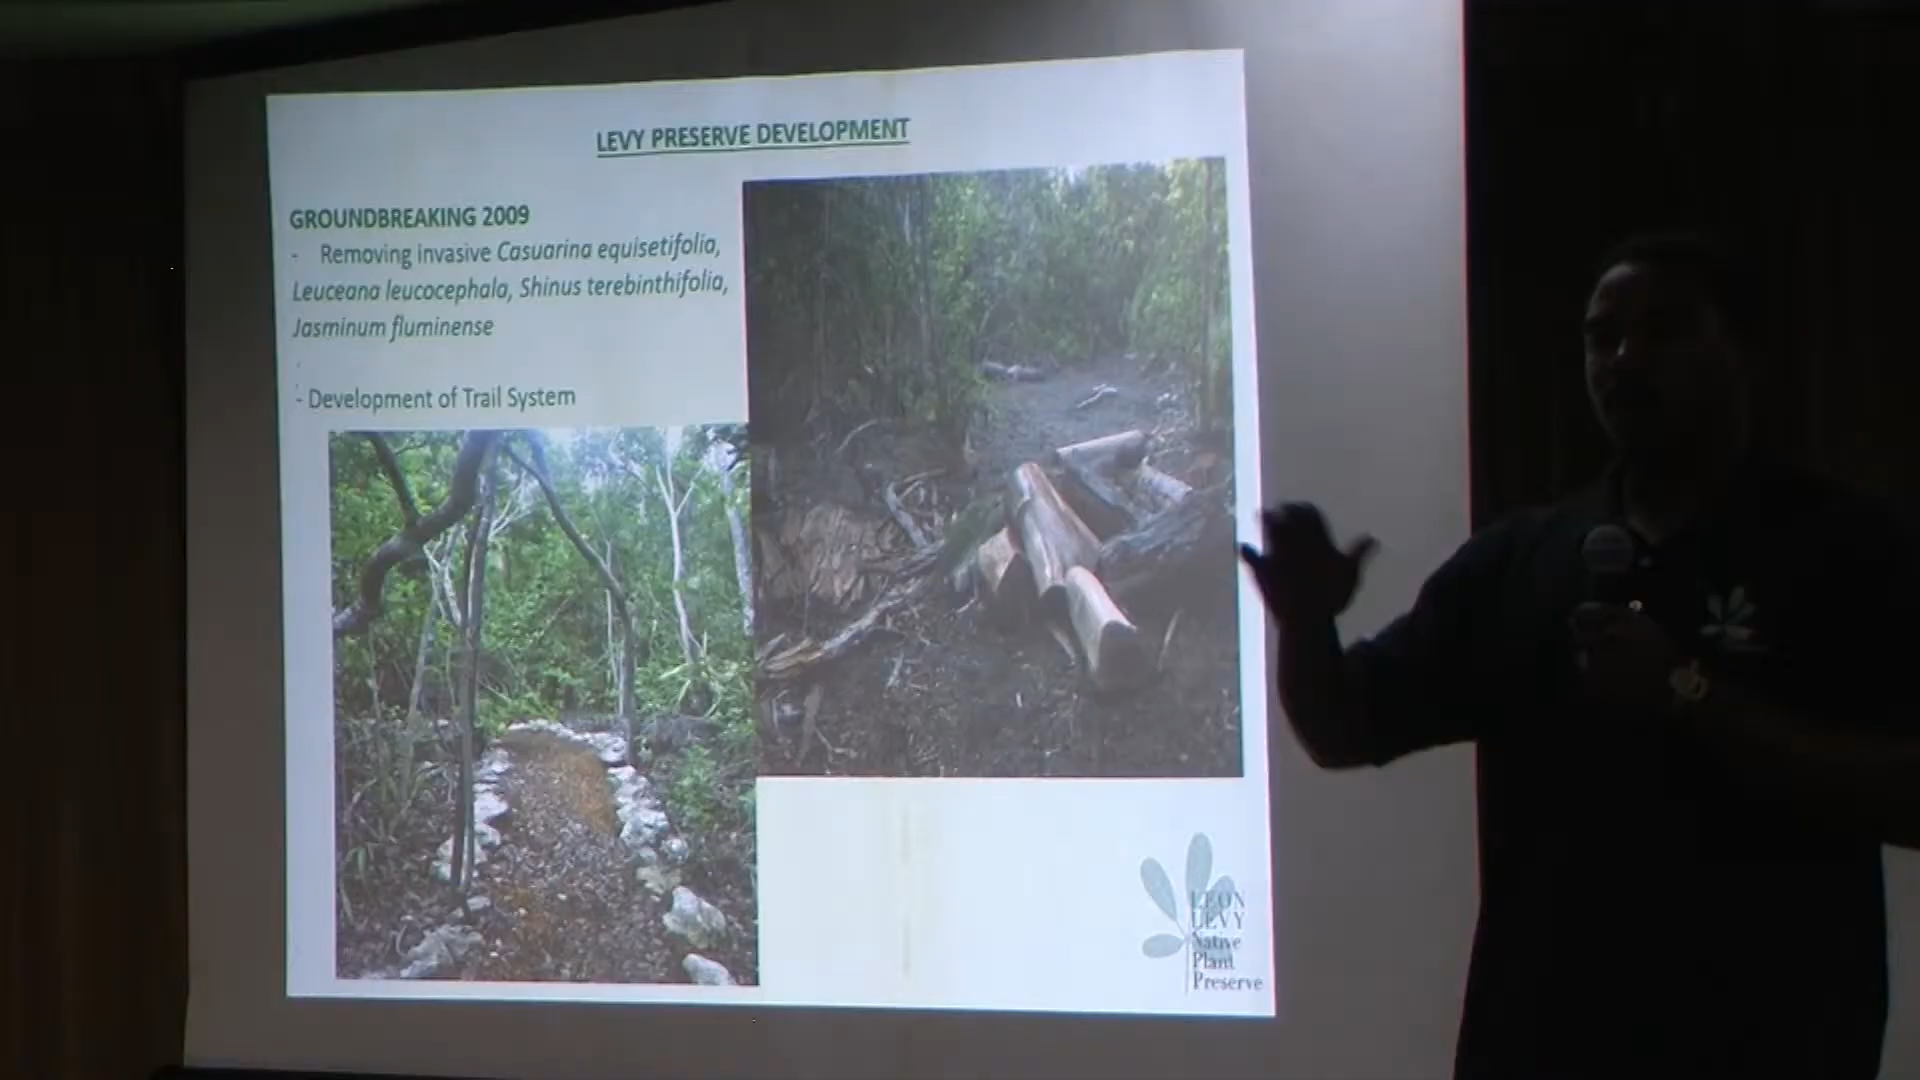 LEVY PRESERVE DEVELOPMENT
GROUNDBREAKING 2009
- Removing invasive Casuarina equisetifolia,
Leuceana leucocephala, Shinus terebinthifolia,
Jasminum fluminense
- Development of Trail System
LEON
LEVY
Native
Plant
Preserve